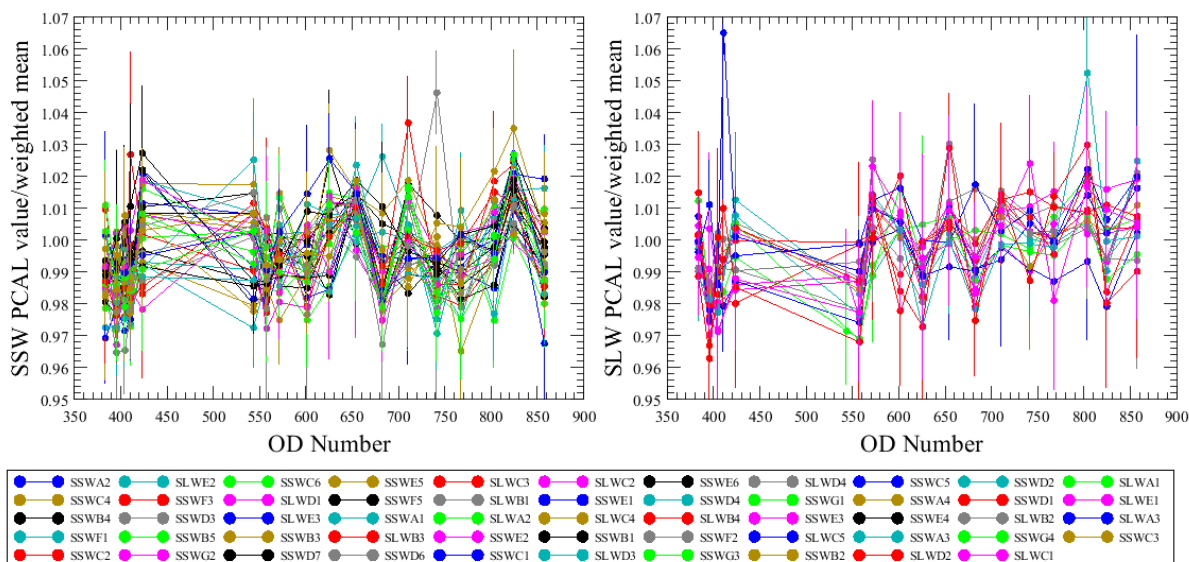 SSW PCAL value/weighted mean
1.07
1.06
1.05
1.04
1.03
1.02
1.01
1.00
0.99
0.98
0.97
0.96
0.95
350 400 450 500 550 600 650 700 750 800 850 900
OD Number
SLW PCAL value/weighted mean
1.07
1.06
1.05
1.04
1.03
1.02
1.01
1.00
0.99
0.98
0.97
0.96
0.95
350 400 450 500 550 600 650 700 750 800 850 900
OD Number
SSWA2 SLWE2 SSWC6 SSWE5 SLWC3 SLWC2 SSWE6 SLWD4 SSWC5 SSWD2 SLWA1
SSWC4 SSWF3 SLWD1 SSWF5 SLWB1 SSWE1 SSWD4 SSWG1 SSWA4 SSWD1 SLWE1
SSWB4 SSWD3 SLWE3 SSWA1 SLWA2 SLWC4 SLWB4 SSWE3 SSWE4 SLWB2 SLWA3
SSWF1 SSWB5 SSWB3 SLWB3 SSWE2 SSWB1 SSWF2 SLWC5 SSWA3 SSWG4 SSWC3
SSWC2 SSWG2 SSWD7 SSWD6 SSWC1 SLWD3 SSWG3 SSWB2 SLWD2 SLWC1